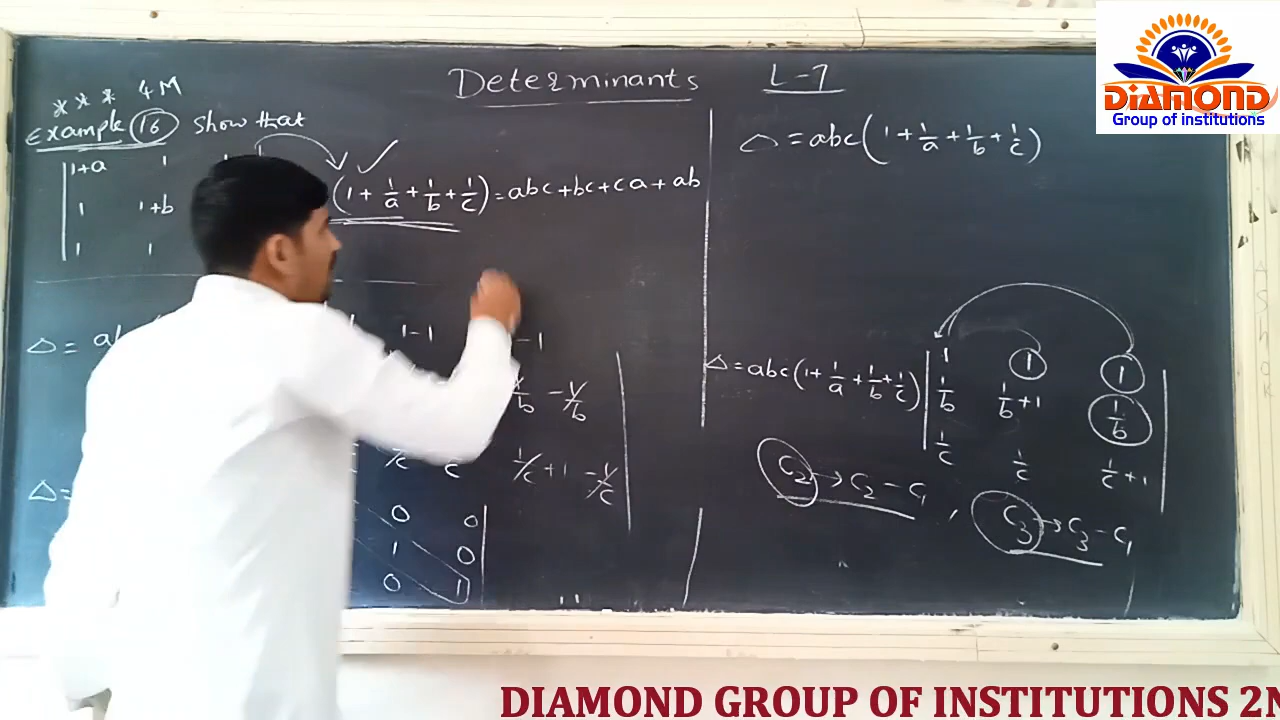 Determinants L-7
*** 4M
Example 16 Show that
1+a 1
1 1+b
1 1
(1 + 1/a + 1/b + 1/c) = abc + bc + ca + ab
Δ =
1-1
-1
1/b - 1/b
1/c + 1 - 1/c
Δ =
0 0
1 0
0 1
Δ = abc(1 + 1/a + 1/b + 1/c)
Δ = abc(1 + 1/a + 1/b + 1/c) | 1 1 1
1/b 1/b + 1 1/b
1/c 1/c 1/c + 1 |
C2 → C2 - C1 , C3 → C3 - C1
DIAMOND
Group of institutions
DIAMOND GROUP OF INSTITUTIONS